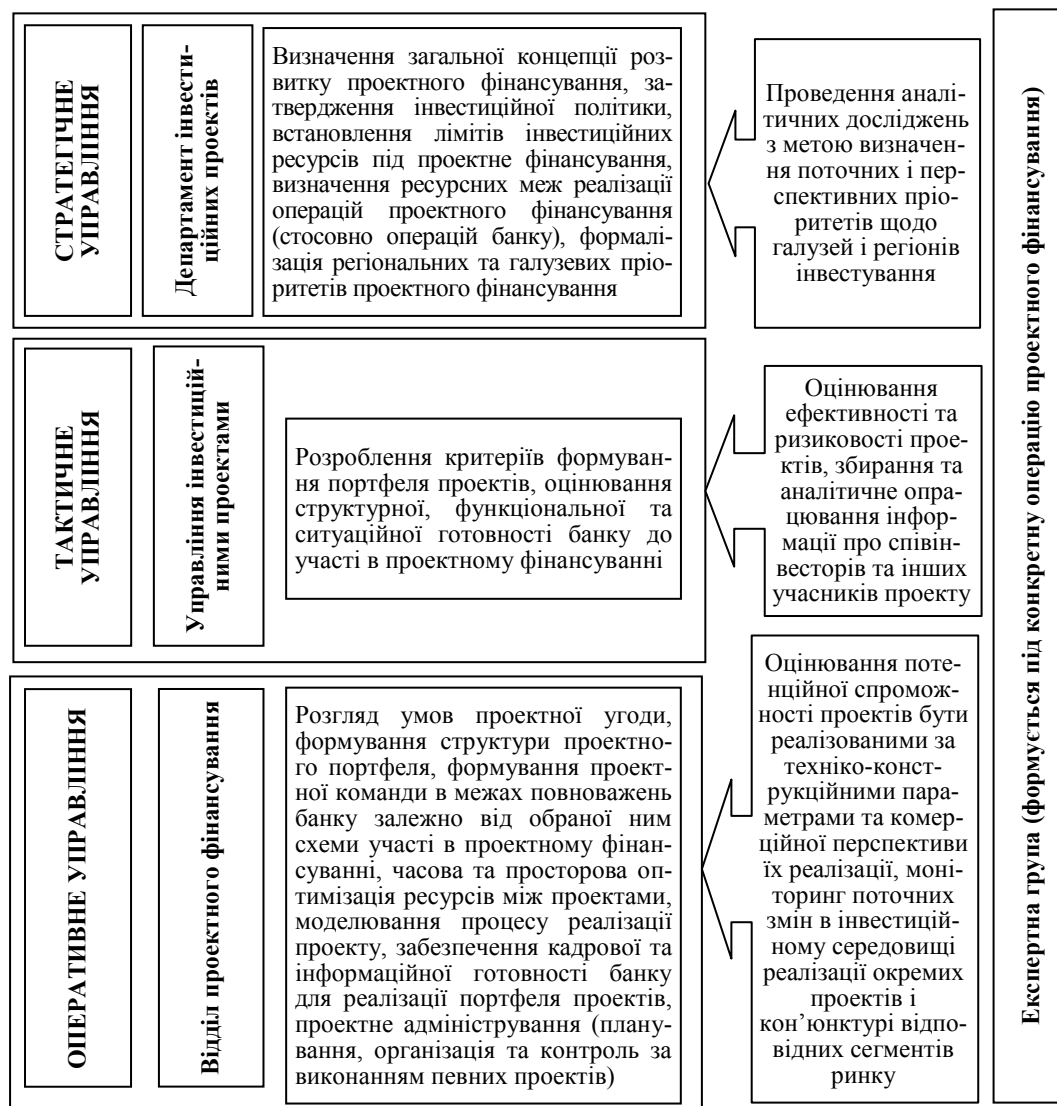 СТРАТЕГІЧНЕ
УПРАВЛІННЯ
Департамент інвести-
ційних проектів
Визначення загальної концепції роз-
витку проектного фінансування, за-
твердження інвестиційної політики,
встановлення лімітів інвестиційних
ресурсів під проектне фінансування,
визначення ресурсних меж реалізації
операцій проектного фінансування
(стосовно операцій банку), формалі-
зація регіональних та галузевих пріо-
ритетів проектного фінансування
Проведення аналі-
тичних досліджень
з метою визначен-
ня поточних і пер-
спективних пріо-
ритетів щодо
галузей і регіонів
інвестування
ТАКТИЧНЕ
УПРАВЛІННЯ
Управління інвестицій-
ними проектами
Розроблення критеріїв формуван-
ня портфеля проектів, оцінювання
структурної, функціональної та
ситуаційної готовності банку до
участі в проектному фінансуванні
Оцінювання
ефективності та
ризиковості прое-
ктів, збирання та
аналітичне опра-
цювання інфор-
мації про співін-
весторів та інших
учасників проекту
ОПЕРАТИВНЕ УПРАВЛІННЯ
Відділ проектного фінансування
Розгляд умов проектної угоди,
формування структури проектно-
го портфеля, формування проект-
ної команди в межах повноважень
банку залежно від обраної ним
схеми участі в проектному фінан-
суванні, часова та просторова оп-
тимізація ресурсів між проектами,
моделювання процесу реалізації
проекту, забезпечення кадрової та
інформаційної готовності банку
для реалізації портфеля проектів,
проектне адміністрування (плану-
вання, організація та контроль за
виконанням певних проектів)
Оцінювання поте-
нційної спромож-
ності проектів бути
реалізованими за
техніко-конст-
рукційними пара-
метрами та комер-
ційної перспективи
їх реалізації, моні-
торинг поточних
змін в інвестицій-
ному середовищі
реалізації окремих
проектів і
кон’юнктурі відпо-
відних сегментів
ринку
Експертна група (формується під конкретну операцію проектного фінансування)